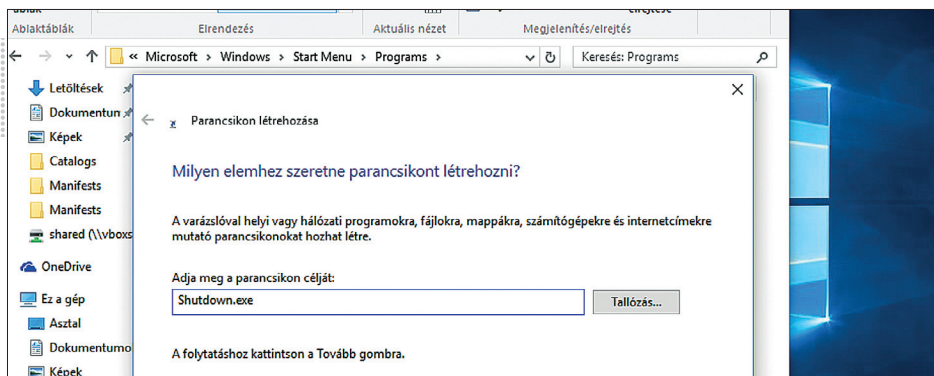 Ablaktáblák
Elrendezés
Aktuális nézet
Megjelenítés/elrejtés
« Microsoft > Windows > Start Menu > Programs >
Keresés: Programs
Letöltések
Dokumentun
Képek
Catalogs
Manifests
Manifests
shared (\\vboxs
OneDrive
Ez a gép
Asztal
Dokumentumo
Képek
Parancsikon létrehozása
Milyen elemhez szeretne parancsikont létrehozni?
A varázslóval helyi vagy hálózati programokra, fájlokra, mappákra, számítógépekre és internetcímekre
mutató parancsikonokat hozhat létre.
Adja meg a parancsikon célját:
Shutdown.exe
Tallózás...
A folytatáshoz kattintson a Tovább gombra.